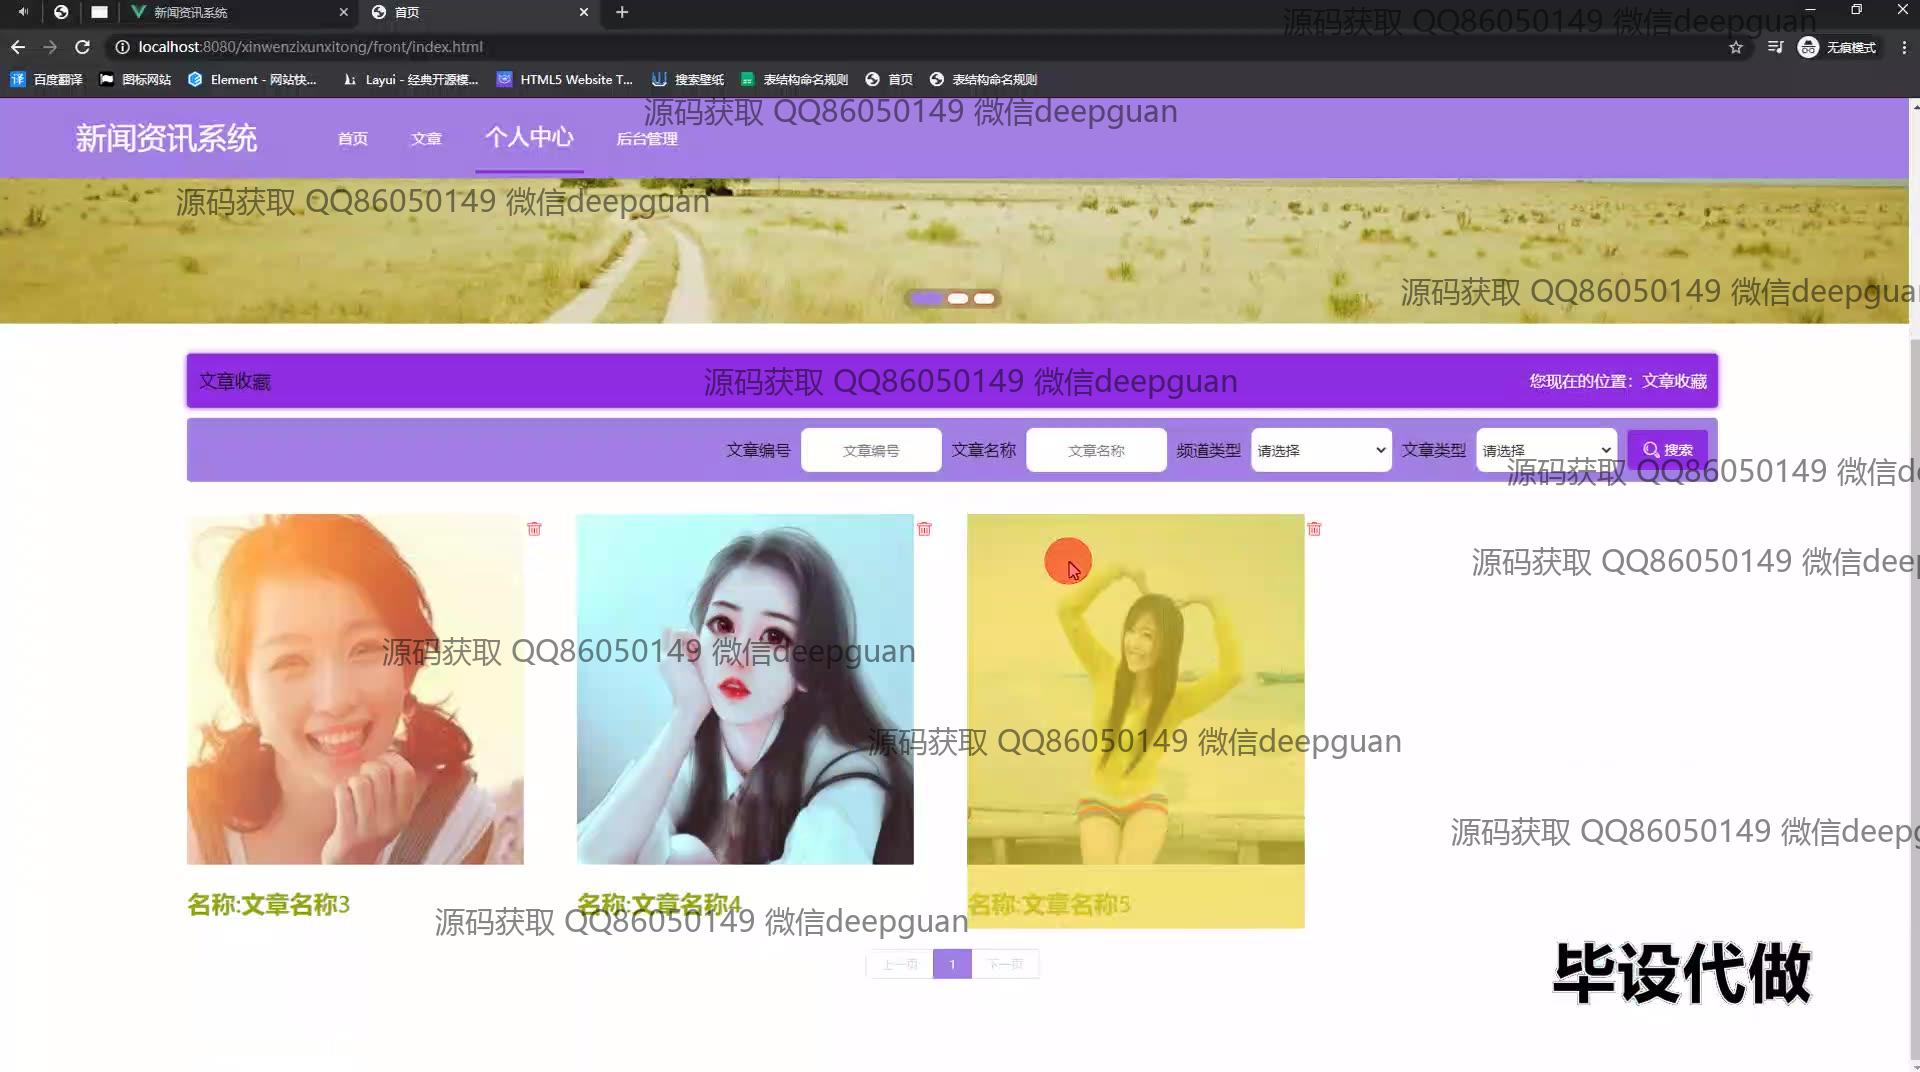 新闻资讯系统
首页
源码获取 QQ86050149 微信deepguan
localhost:8080/xinwenzixunxitong/front/index.html
无痕模式
百度翻译
图标网站
Element - 网站快...
Layui - 经典开源模...
HTML5 Website T...
搜索壁纸
表结构命名规则
首页
表结构命名规则
源码获取 QQ86050149 微信deepguan
新闻资讯系统
首页
文章
个人中心
后台管理
源码获取 QQ86050149 微信deepguan
源码获取 QQ86050149 微信deepguan
文章收藏
源码获取 QQ86050149 微信deepguan
您现在的位置：文章收藏
文章编号
文章编号
文章名称
文章名称
频道类型
请选择
文章类型
请选择
搜索
源码获取 QQ86050149 微信de
源码获取 QQ86050149 微信deep
源码获取 QQ86050149 微信deepguan
源码获取 QQ86050149 微信deepguan
源码获取 QQ86050149 微信deepg
名称:文章名称3
名称:文章名称4
名称:文章名称5
源码获取 QQ86050149 微信deepguan
上一页
1
下一页
毕设代做